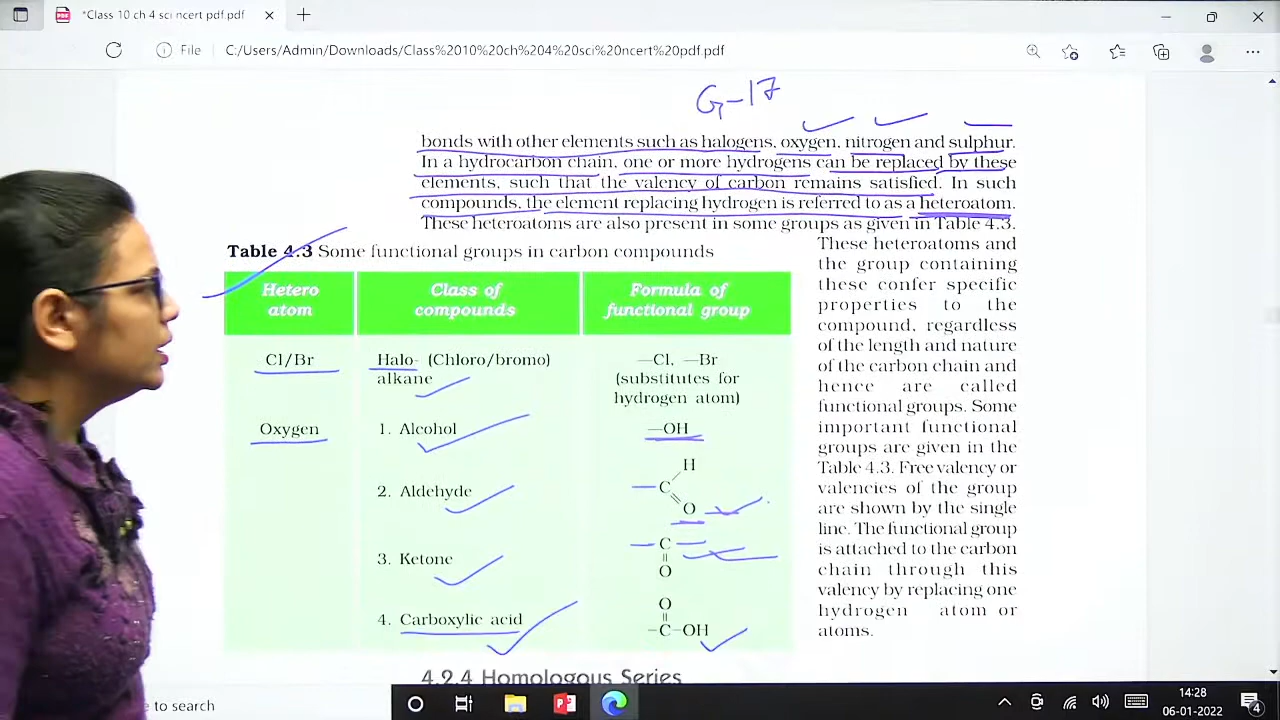 *Class 10 ch 4 sci ncert pdf.pdf
File C:/Users/Admin/Downloads/Class%2010%20ch%204%20sci%20ncert%20pdf.pdf
G-17
bonds with other elements such as halogens, oxygen, nitrogen and sulphur.
In a hydrocarbon chain, one or more hydrogens can be replaced by these
elements, such that the valency of carbon remains satisfied. In such
compounds, the element replacing hydrogen is referred to as a heteroatom.
These heteroatoms are also present in some groups as given in Table 4.3.
These heteroatoms and
the group containing
these confer specific
properties to the
compound, regardless
of the length and nature
of the carbon chain and
hence are called
functional groups. Some
important functional
groups are given in the
Table 4.3. Free valency or
valencies of the group
are shown by the single
line. The functional group
is attached to the carbon
chain through this
valency by replacing one
hydrogen atom or
atoms.
Table 4.3 Some functional groups in carbon compounds
Hetero atom
Class of compounds
Formula of functional group
Cl/Br
Halo- (Chloro/bromo)
alkane
—Cl, —Br
(substitutes for
hydrogen atom)
Oxygen
1. Alcohol
—OH
2. Aldehyde
H
C
O
3. Ketone
C
O
4. Carboxylic acid
O
-C-OH
4.2.4 Homologous Series
e to search
14:28
06-01-2022
4